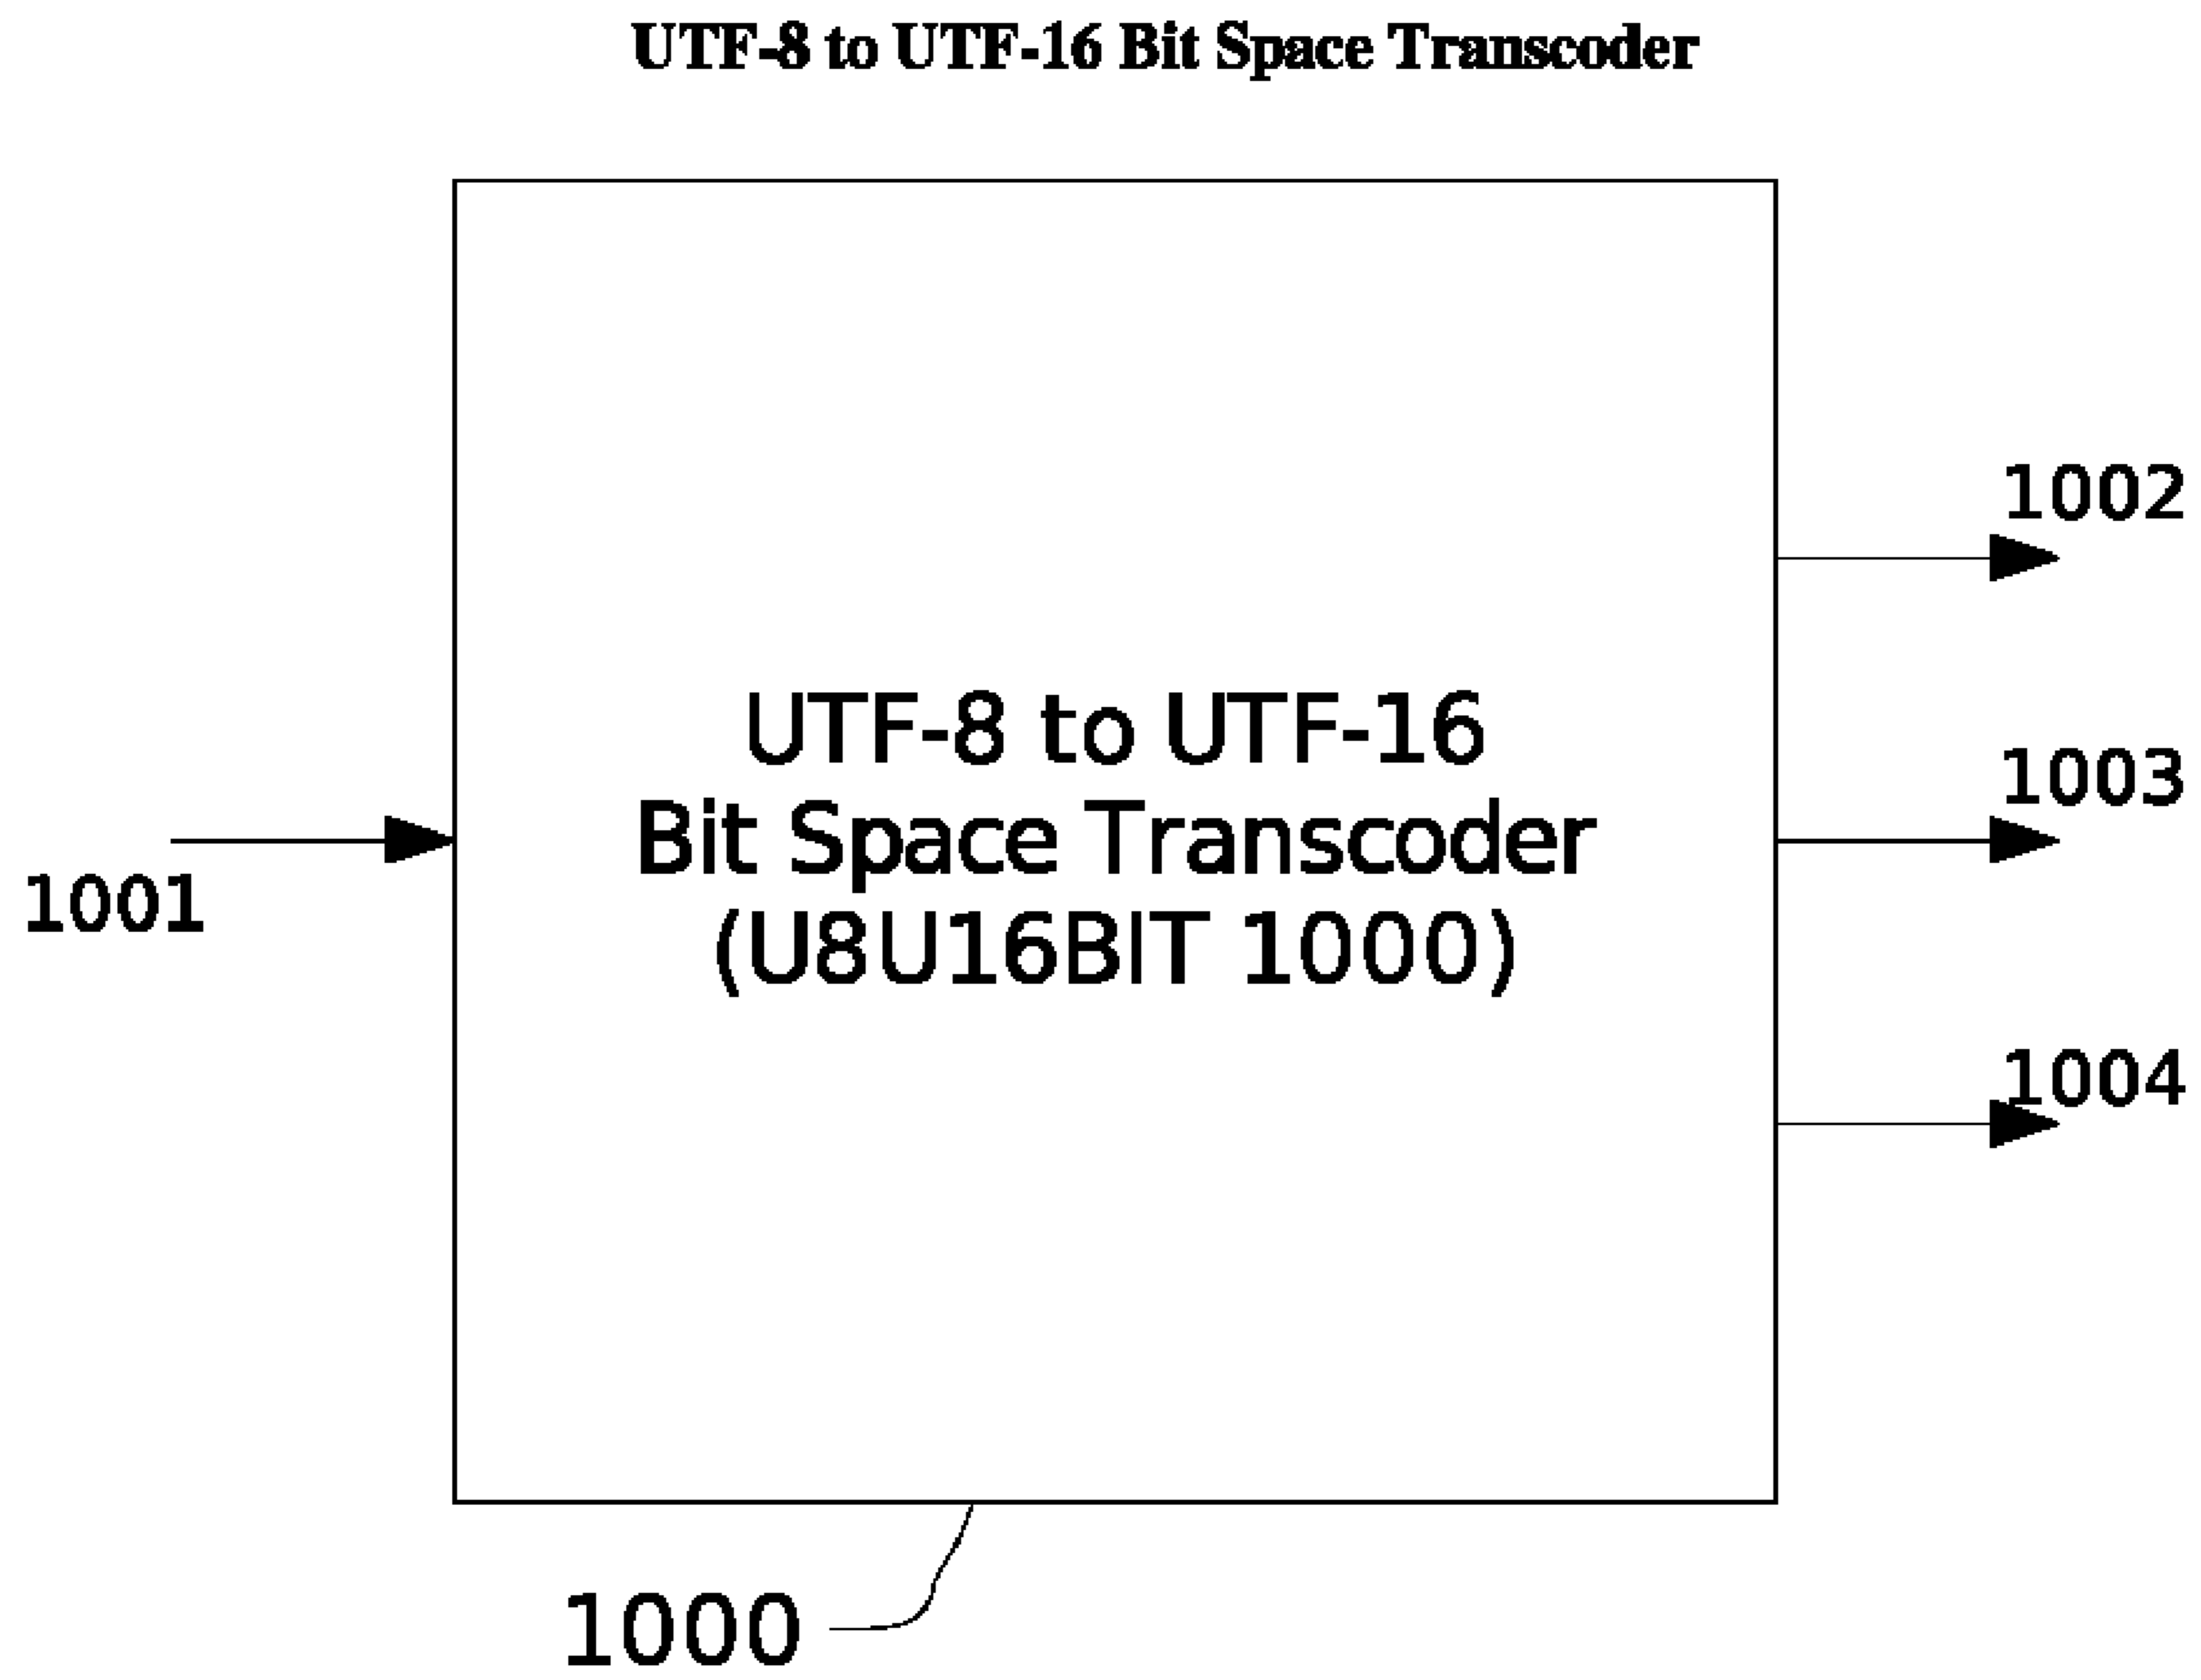 UTF-8 to UTF-16 Bit Space Transcoder
1002
1003
UTF-8 to UTF-16
Bit Space Transcoder
(U8U16BIT 1000)
1001
1004
1000